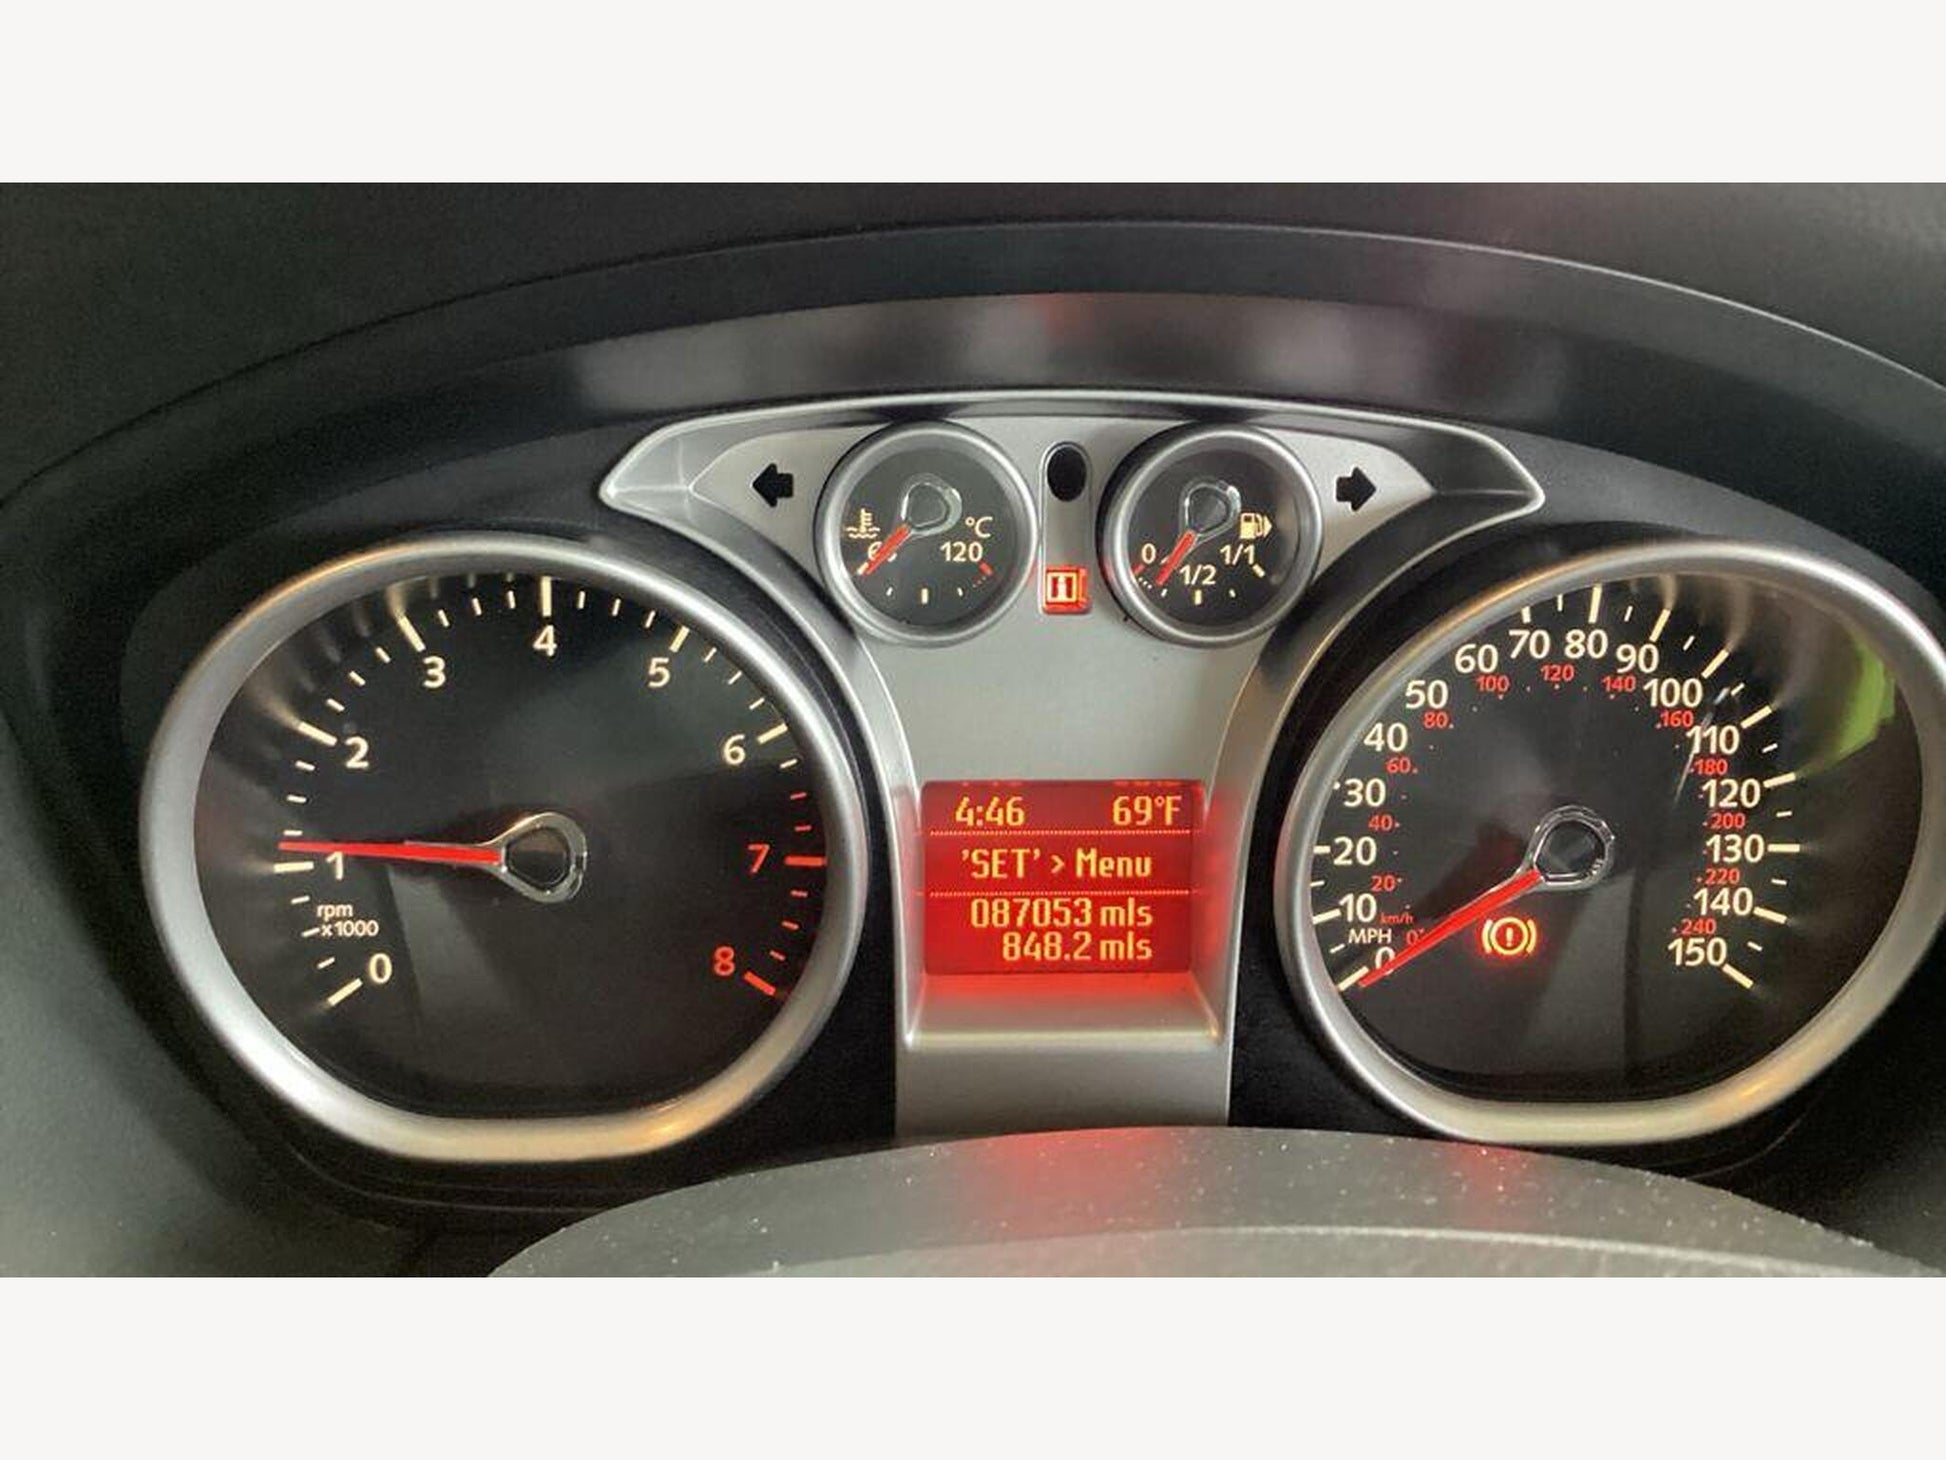 °C
60 120
0 1/2 1/1
0 1 2 3 4 5 6 7 8
rpm
x1000
4:46 69°F
'SET' > Menu
087053 mls
848.2 mls
0 10 20 30 40 50 60 70 80 90 100 110 120 130 140 150
MPH
km/h
0 20 40 60 80 100 120 140 160 180 200 220 240